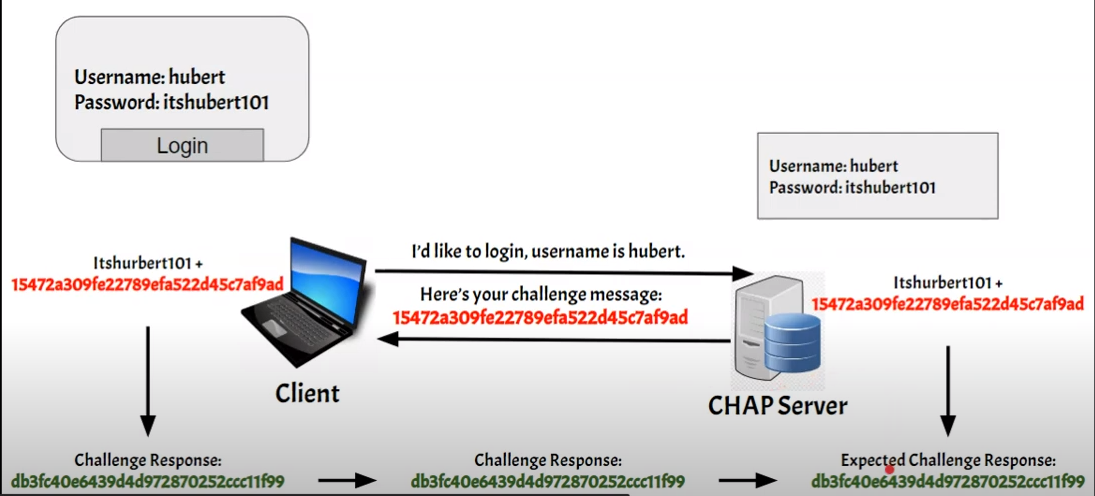 Username: hubert
Password: itshubert101
Login
Username: hubert
Password: itshubert101
I'd like to login, username is hubert.
Here's your challenge message:
15472a309fe22789efa522d45c7af9ad
Itshurbert101 +
15472a309fe22789efa522d45c7af9ad
Itshurbert101 +
15472a309fe22789efa522d45c7af9ad
Client
CHAP Server
Challenge Response:
db3fc40e6439d4d972870252ccc11f99
Challenge Response:
db3fc40e6439d4d972870252ccc11f99
Expected Challenge Response:
db3fc40e6439d4d972870252ccc11f99